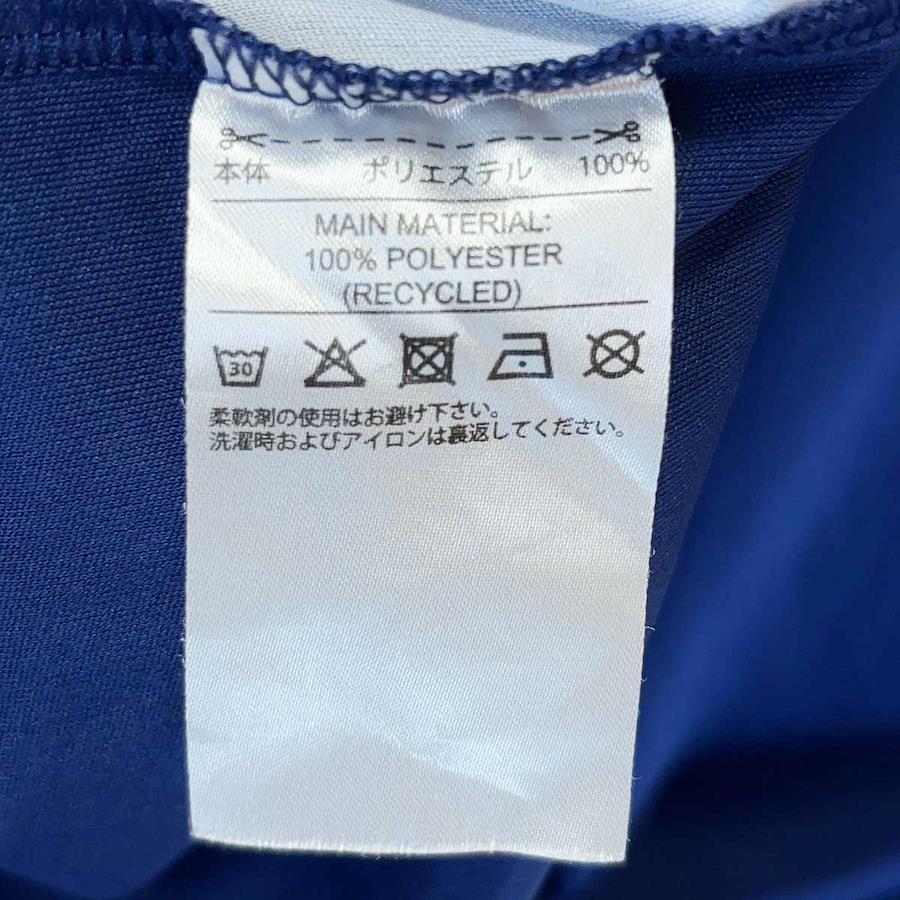 本体 ポリエステル 100%
MAIN MATERIAL:
100% POLYESTER
(RECYCLED)
30
柔軟剤の使用はお避け下さい。
洗濯時およびアイロンは裏返してください。